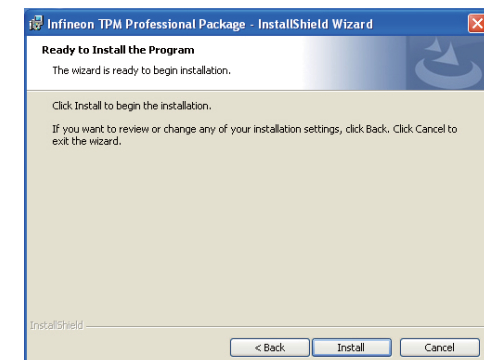 Infineon TPM Professional Package - InstallShield Wizard
Ready to Install the Program
The wizard is ready to begin installation.
Click Install to begin the installation.
If you want to review or change any of your installation settings, click Back. Click Cancel to
exit the wizard.
InstallShield
< Back Install Cancel